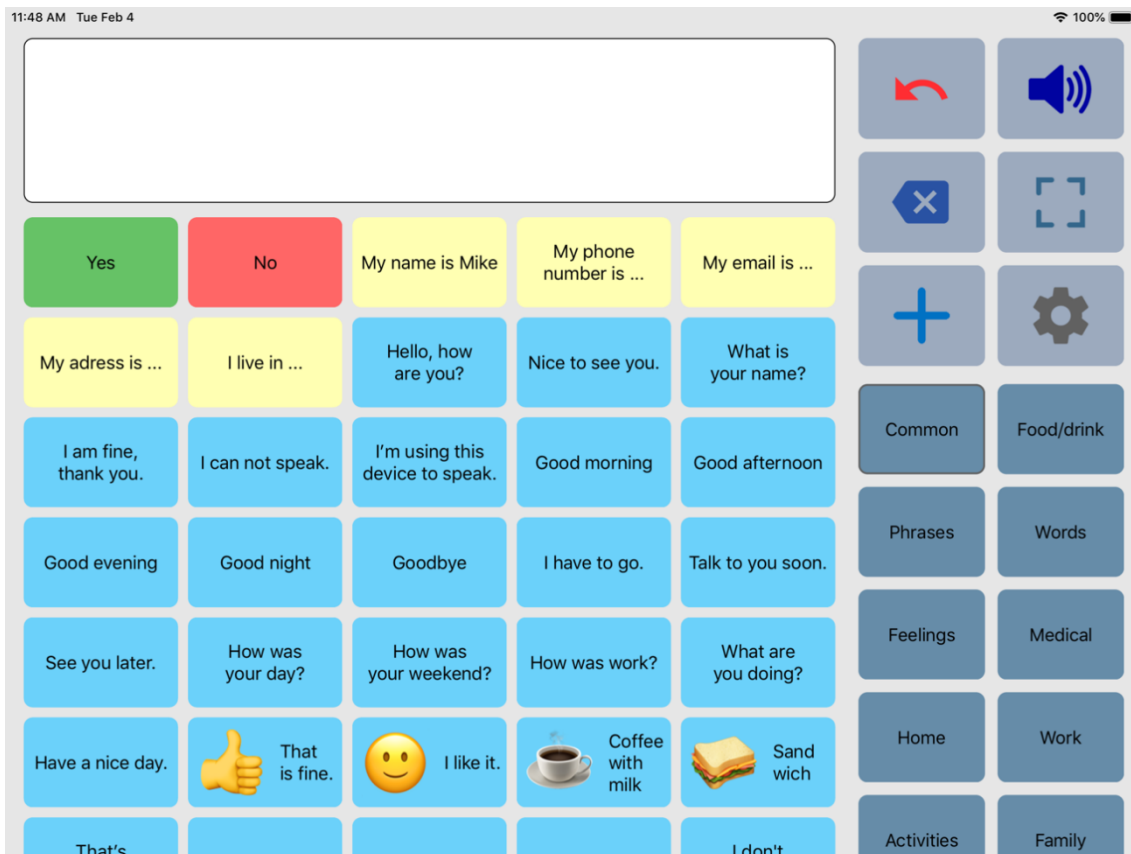 11:48 AM Tue Feb 4
100%
Yes
No
My name is Mike
My phone
number is ...
My email is ...
My adress is ...
I live in ...
Hello, how
are you?
Nice to see you.
What is
your name?
I am fine,
thank you.
I can not speak.
I'm using this
device to speak.
Good morning
Good afternoon
Good evening
Good night
Goodbye
I have to go.
Talk to you soon.
See you later.
How was
your day?
How was
your weekend?
How was work?
What are
you doing?
Have a nice day.
That
is fine.
I like it.
Coffee
with
milk
Sand
wich
That's
I don't
Common
Food/drink
Phrases
Words
Feelings
Medical
Home
Work
Activities
Family